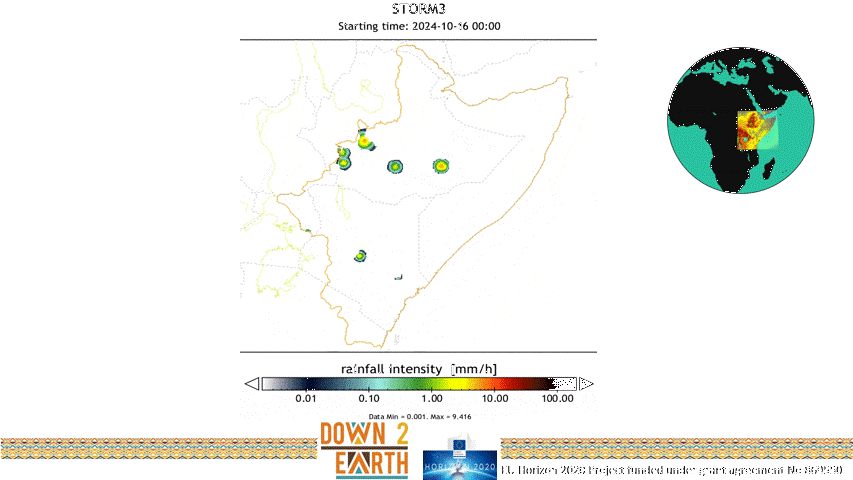 STORM3
Starting time: 2024-10-16 00:00
rainfall intensity [mm/h]
0.01 0.10 1.00 10.00 100.00
Data Min = 0.001, Max = 9.416
DOWN 2
EARTH
HORIZON 2020
EU Horizon 2020 Project funded under grant agreement No